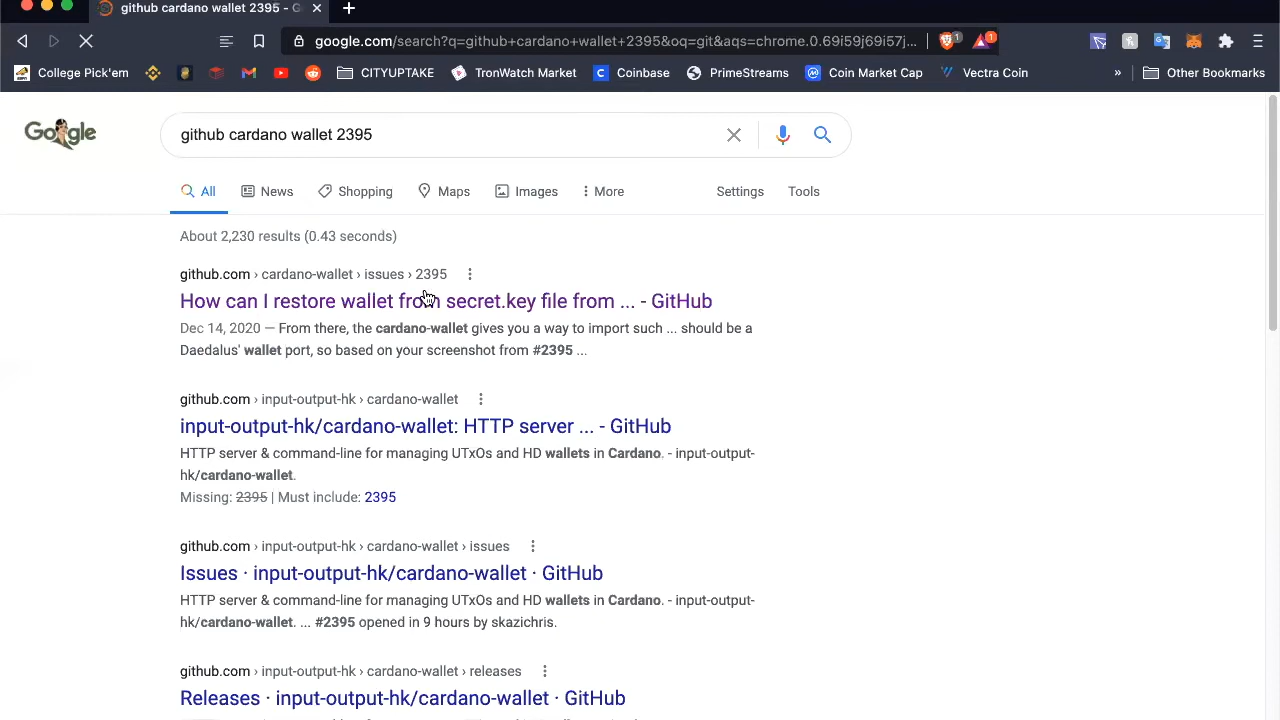 github cardano wallet 2395 - G
google.com/search?q=github+cardano+wallet+2395&oq=git&aqs=chrome.0.69i59j69i57j...
1
1
College Pick'em
CITYUPTAKE
TronWatch Market
Coinbase
PrimeStreams
Coin Market Cap
Vectra Coin
»
Other Bookmarks
Google
github cardano wallet 2395
All
News
Shopping
Maps
Images
More
Settings
Tools
About 2,230 results (0.43 seconds)
github.com › cardano-wallet › issues › 2395
How can I restore wallet from secret.key file from ... - GitHub
Dec 14, 2020 — From there, the cardano-wallet gives you a way to import such ... should be a
Daedalus' wallet port, so based on your screenshot from #2395 ...
github.com › input-output-hk › cardano-wallet
input-output-hk/cardano-wallet: HTTP server ... - GitHub
HTTP server & command-line for managing UTxOs and HD wallets in Cardano. - input-output-
hk/cardano-wallet.
Missing: 2395 | Must include: 2395
github.com › input-output-hk › cardano-wallet › issues
Issues · input-output-hk/cardano-wallet · GitHub
HTTP server & command-line for managing UTxOs and HD wallets in Cardano. - input-output-
hk/cardano-wallet. ... #2395 opened in 9 hours by skazichris.
github.com › input-output-hk › cardano-wallet › releases
Releases · input-output-hk/cardano-wallet · GitHub